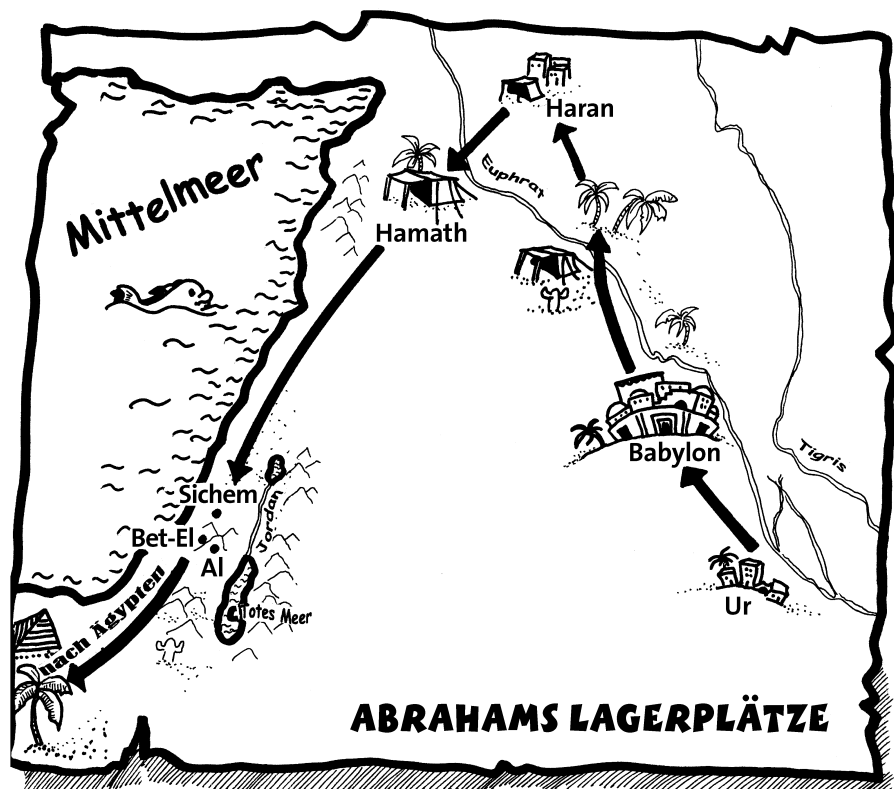 Haran
Mittelmeer
Euphrat
Hamath
Babylon
Tigris
Sichem
Jordan
Bet-El
AI
nach Ägypten
Totes Meer
Ur
ABRAHAMS LAGERPLÄTZE